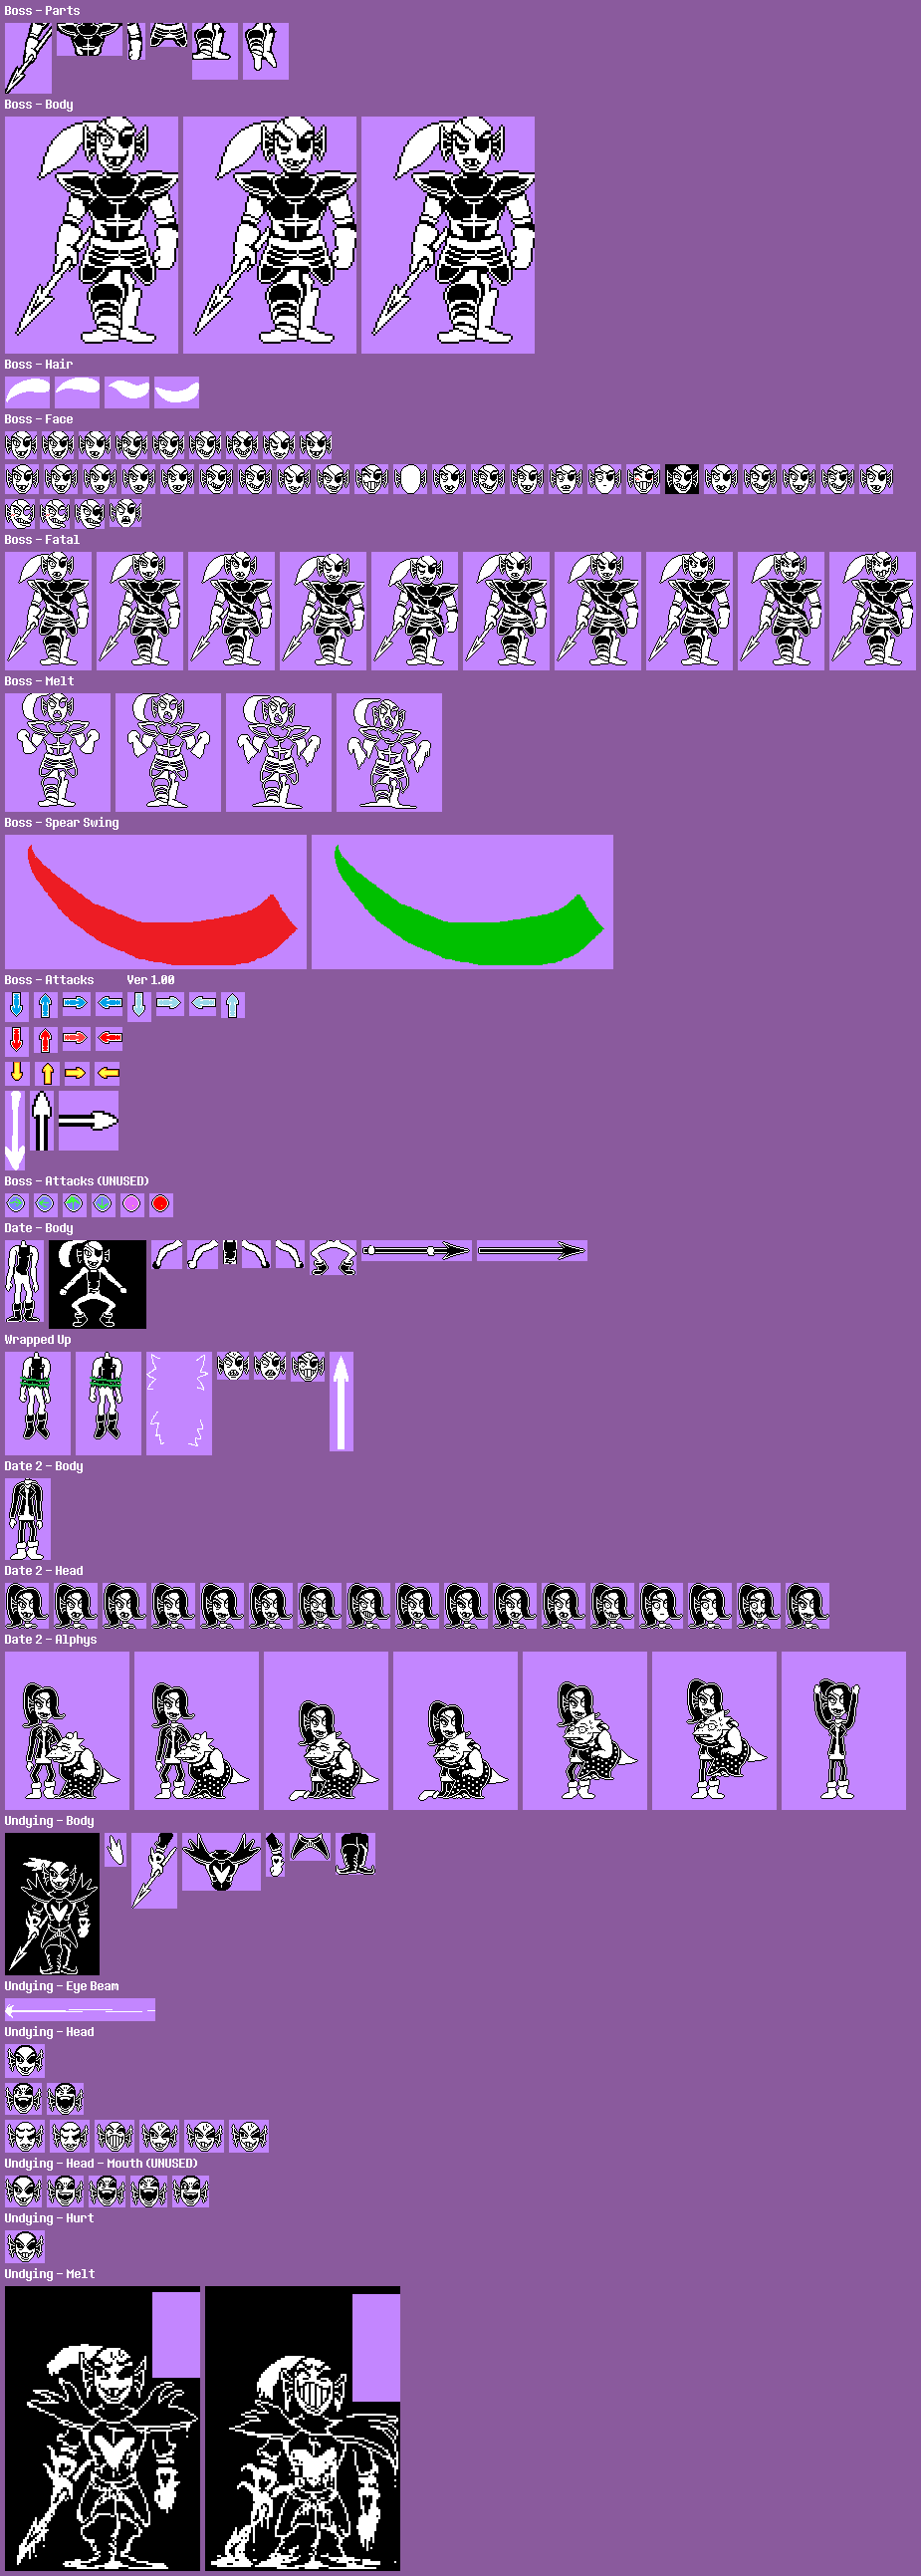 Boss - Parts
Boss - Body
Boss - Hair
Boss - Face
Boss - Fatal
Boss - Melt
Boss - Spear Swing
Boss - Attacks Ver 1.00
Boss - Attacks (UNUSED)
Date - Body
Wrapped Up
Date 2 - Body
Date 2 - Head
Date 2 - Alphys
Undying - Body
Undying - Eye Beam
Undying - Head
Undying - Head - Mouth (UNUSED)
Undying - Hurt
Undying - Melt